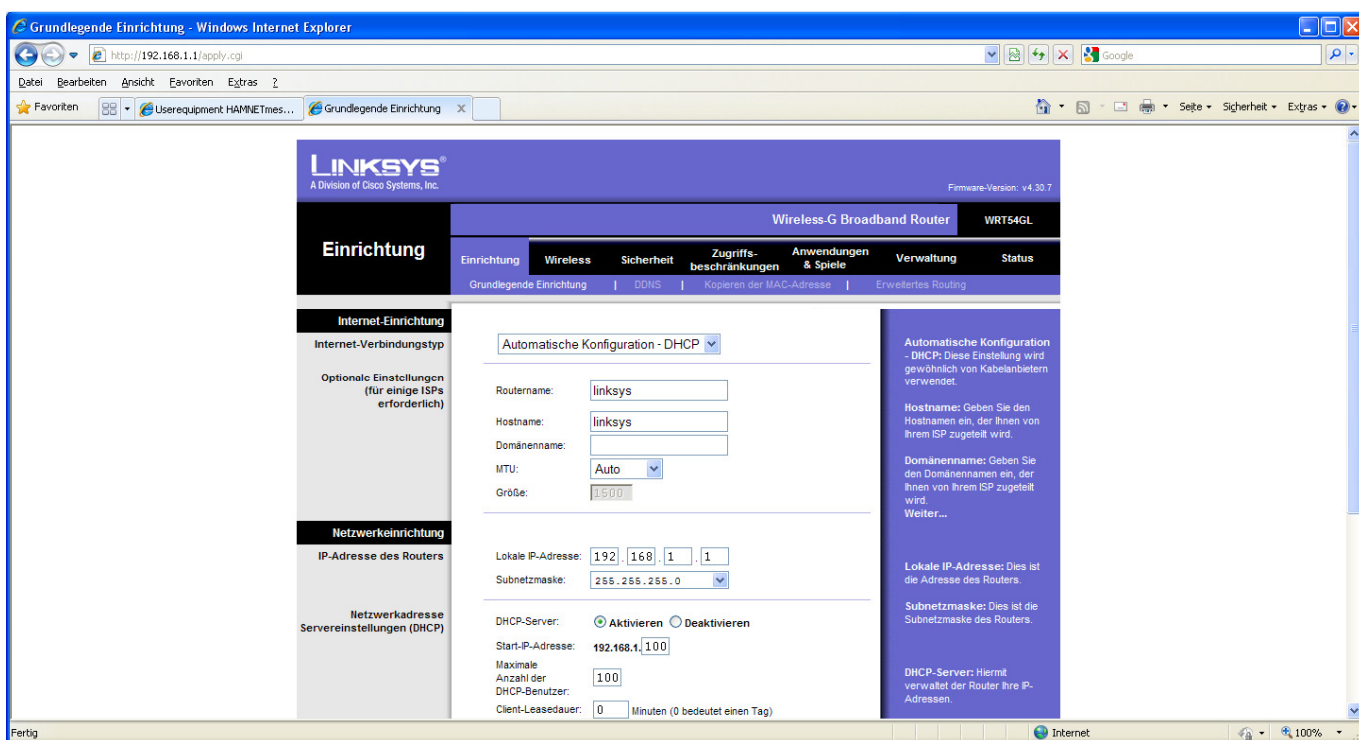 Grundlegende Einrichtung - Windows Internet Explorer
http://192.168.1.1/apply.cgi
Google
Datei Bearbeiten Ansicht Favoriten Extras ?
Favoriten Userequipment HAMNETmes... Grundlegende Einrichtung X Seite Sicherheit Extras
LINKSYS®
A Division of Cisco Systems, Inc.
Firmware-Version: v4.30.7
Wireless-G Broadband Router WRT54GL
Einrichtung
Einrichtung Wireless Sicherheit Zugriffs- beschränkungen Anwendungen & Spiele Verwaltung Status
Grundlegende Einrichtung | DDNS | Kopieren der MAC-Adresse | Erweitertes Routing
Internet-Einrichtung
Internet-Verbindungstyp
Automatische Konfiguration - DHCP
Optionale Einstellungen
(für einige ISPs
erforderlich)
Routername: linksys
Hostname: linksys
Domänenname:
MTU: Auto
Größe: 1500
Netzwerkeinrichtung
IP-Adresse des Routers
Lokale IP-Adresse: 192 . 168 . 1 . 1
Subnetzmaske: 255.255.255.0
Netzwerkadresse
Servereinstellungen (DHCP)
DHCP-Server: Aktivieren Deaktivieren
Start-IP-Adresse: 192.168.1. 100
Maximale
Anzahl der
DHCP-Benutzer: 100
Client-Leasedauer: 0 Minuten (0 bedeutet einen Tag)
Automatische Konfiguration
- DHCP: Diese Einstellung wird
gewöhnlich von Kabelanbietern
verwendet.
Hostname: Geben Sie den
Hostnamen ein, der Ihnen von
Ihrem ISP zugeteilt wird.
Domänenname: Geben Sie
den Domänennamen ein, der
Ihnen von Ihrem ISP zugeteilt
wird.
Weiter...
Lokale IP-Adresse: Dies ist
die Adresse des Routers.
Subnetzmaske: Dies ist die
Subnetzmaske des Routers.
DHCP-Server: Hiermit
verwaltet der Router Ihre IP-
Adressen.
Fertig
Internet
100%